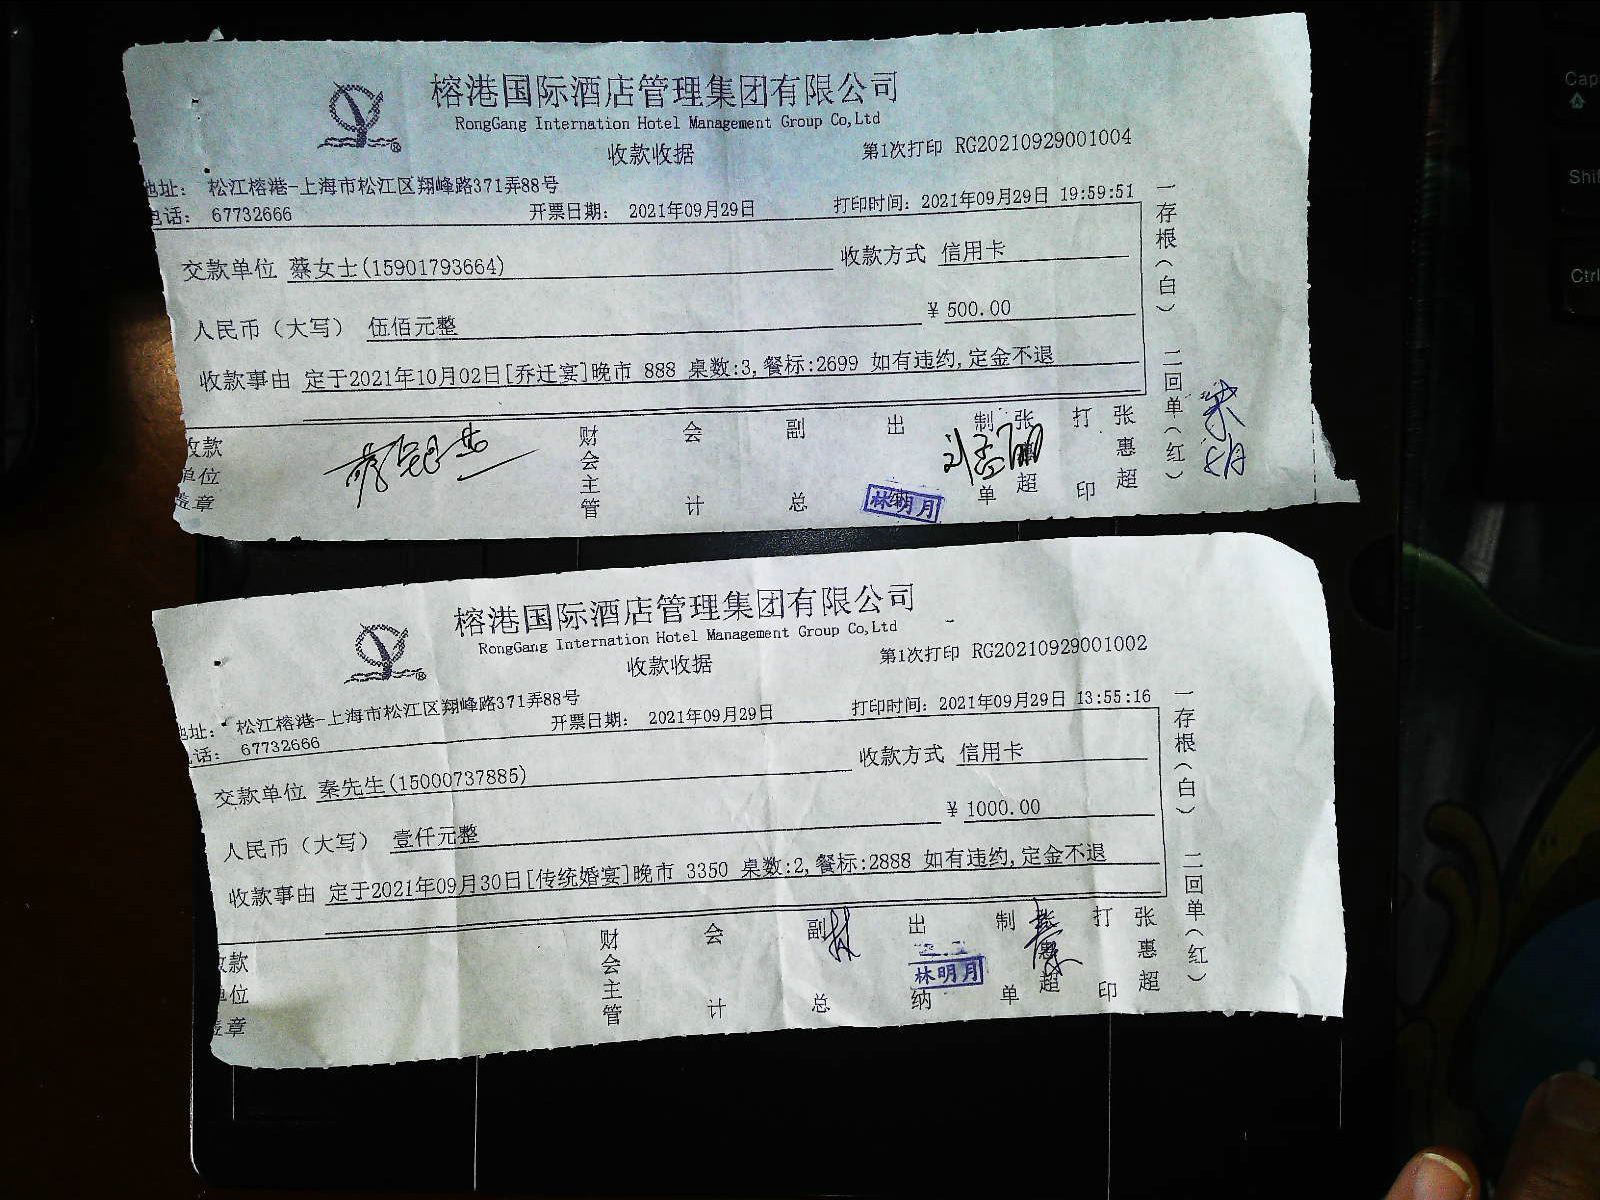 榕港国际酒店管理集团有限公司
RongGang Internation Hotel Management Group Co,Ltd
收款收据
第1次打印 RG20210929001004
地址： 松江榕港-上海市松江区翔峰路371弄88号
电话： 67732666
开票日期： 2021年09月29日
打印时间： 2021年09月29日 19:59:51
交款单位 蔡女士(15901793664)
收款方式 信用卡
人民币（大写） 伍佰元整
￥ 500.00
收款事由 定于2021年10月02日[乔迁宴]晚市 888 桌数:3,餐标:2699 如有违约,定金不退
收款单位盖章
财会主管
会计
副总
出纳
林明月
制单
张惠超
打印
张惠超
一存根（白）
二回单（红）
榕港国际酒店管理集团有限公司
RongGang Internation Hotel Management Group Co,Ltd
收款收据
第1次打印 RG20210929001002
地址： 松江榕港-上海市松江区翔峰路371弄88号
电话： 67732666
开票日期： 2021年09月29日
打印时间： 2021年09月29日 13:55:16
交款单位 秦先生(15000737885)
收款方式 信用卡
人民币（大写） 壹仟元整
￥ 1000.00
收款事由 定于2021年09月30日[传统婚宴]晚市 3350 桌数:2,餐标:2888 如有违约,定金不退
收款单位盖章
财会主管
会计
副总
出纳
林明月
制单
张惠超
打印
张惠超
一存根（白）
二回单（红）